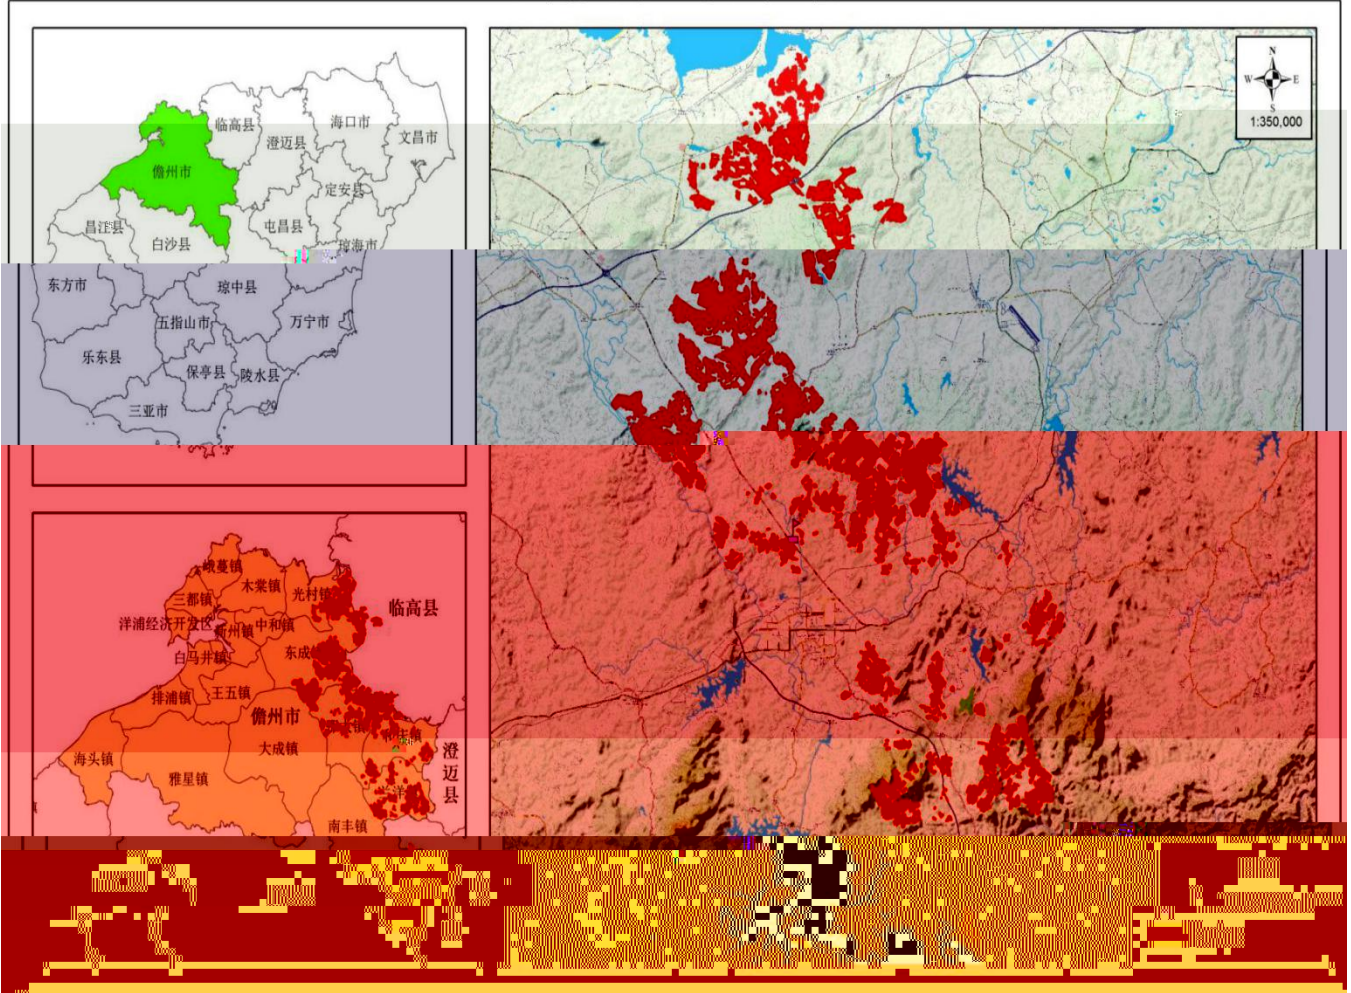 临高县
海口市
文昌市
澄迈县
儋州市
定安县
屯昌县
昌江县
白沙县
琼海市
东方市
琼中县
五指山市
万宁市
乐东县
保亭县
陵水县
三亚市
N
W E
S
1:350,000
峨蔓镇
木棠镇
光村镇
三都镇
临高县
洋浦经济开发区
新州镇
中和镇
白马井镇
东成
排浦镇
王五镇
儋州市
大成镇
海头镇
雅星镇
澄迈县
南丰镇